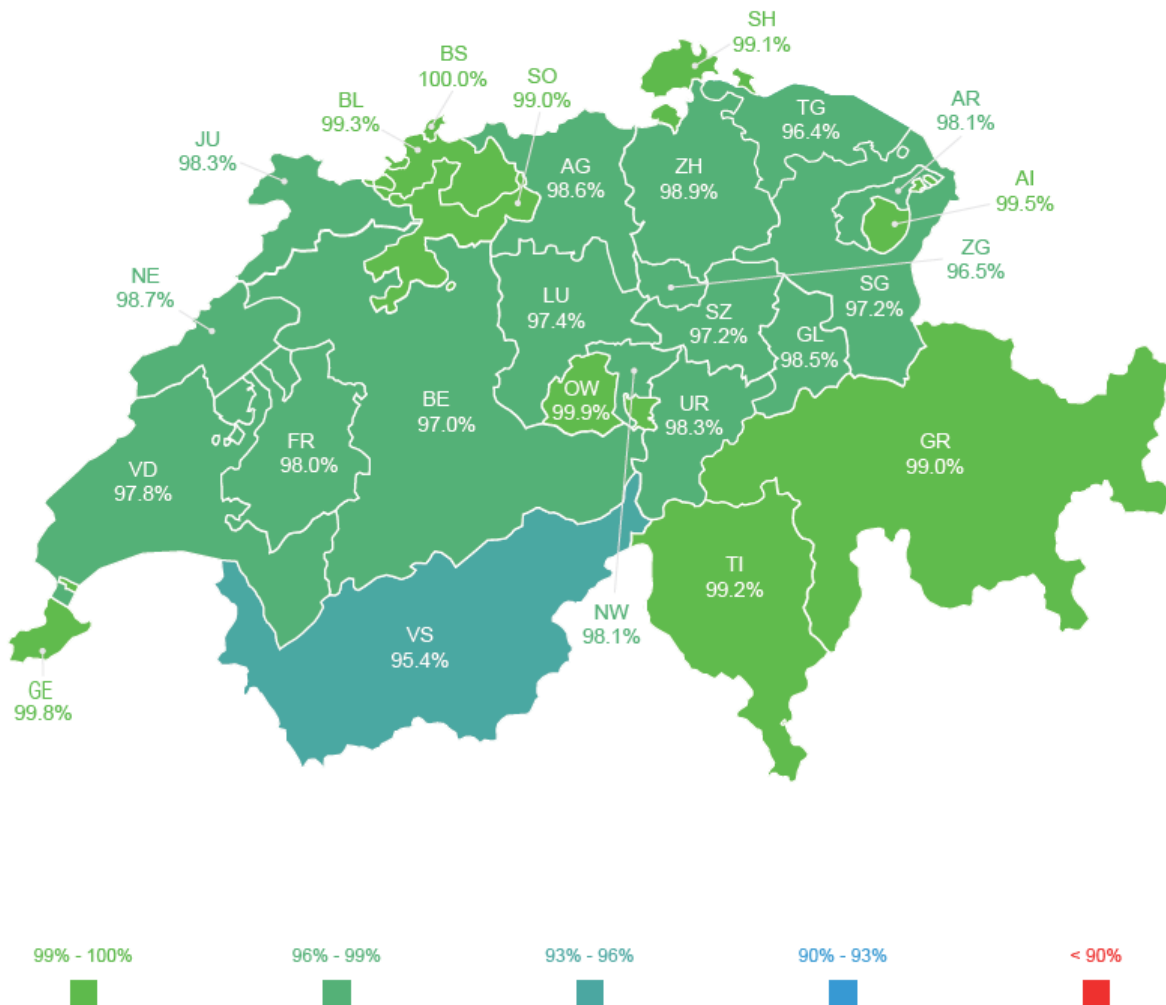 SH
99.1%
BS
100.0%
SO
99.0%
BL
99.3%
TG
96.4%
AR
98.1%
JU
98.3%
AG
98.6%
ZH
98.9%
AI
99.5%
ZG
96.5%
NE
98.7%
LU
97.4%
SZ
97.2%
SG
97.2%
GL
98.5%
OW
99.9%
BE
97.0%
UR
98.3%
FR
98.0%
GR
99.0%
VD
97.8%
TI
99.2%
NW
98.1%
VS
95.4%
GE
99.8%
99% - 100%
96% - 99%
93% - 96%
90% - 93%
< 90%